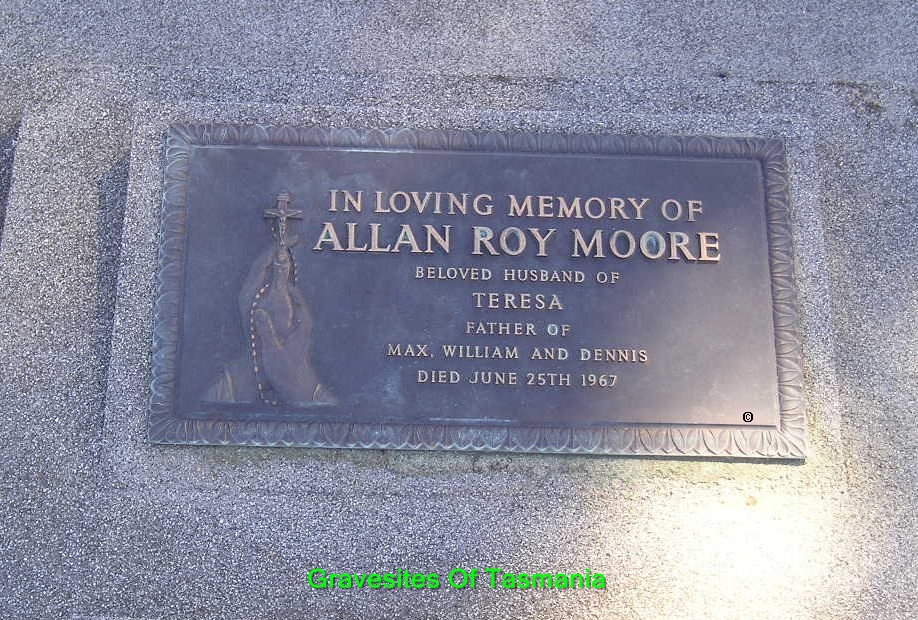 IN LOVING MEMORY OF
ALLAN ROY MOORE
BELOVED HUSBAND OF
TERESA
FATHER OF
MAX, WILLIAM AND DENNIS
DIED JUNE 25TH 1967
©
Gravesites Of Tasmania